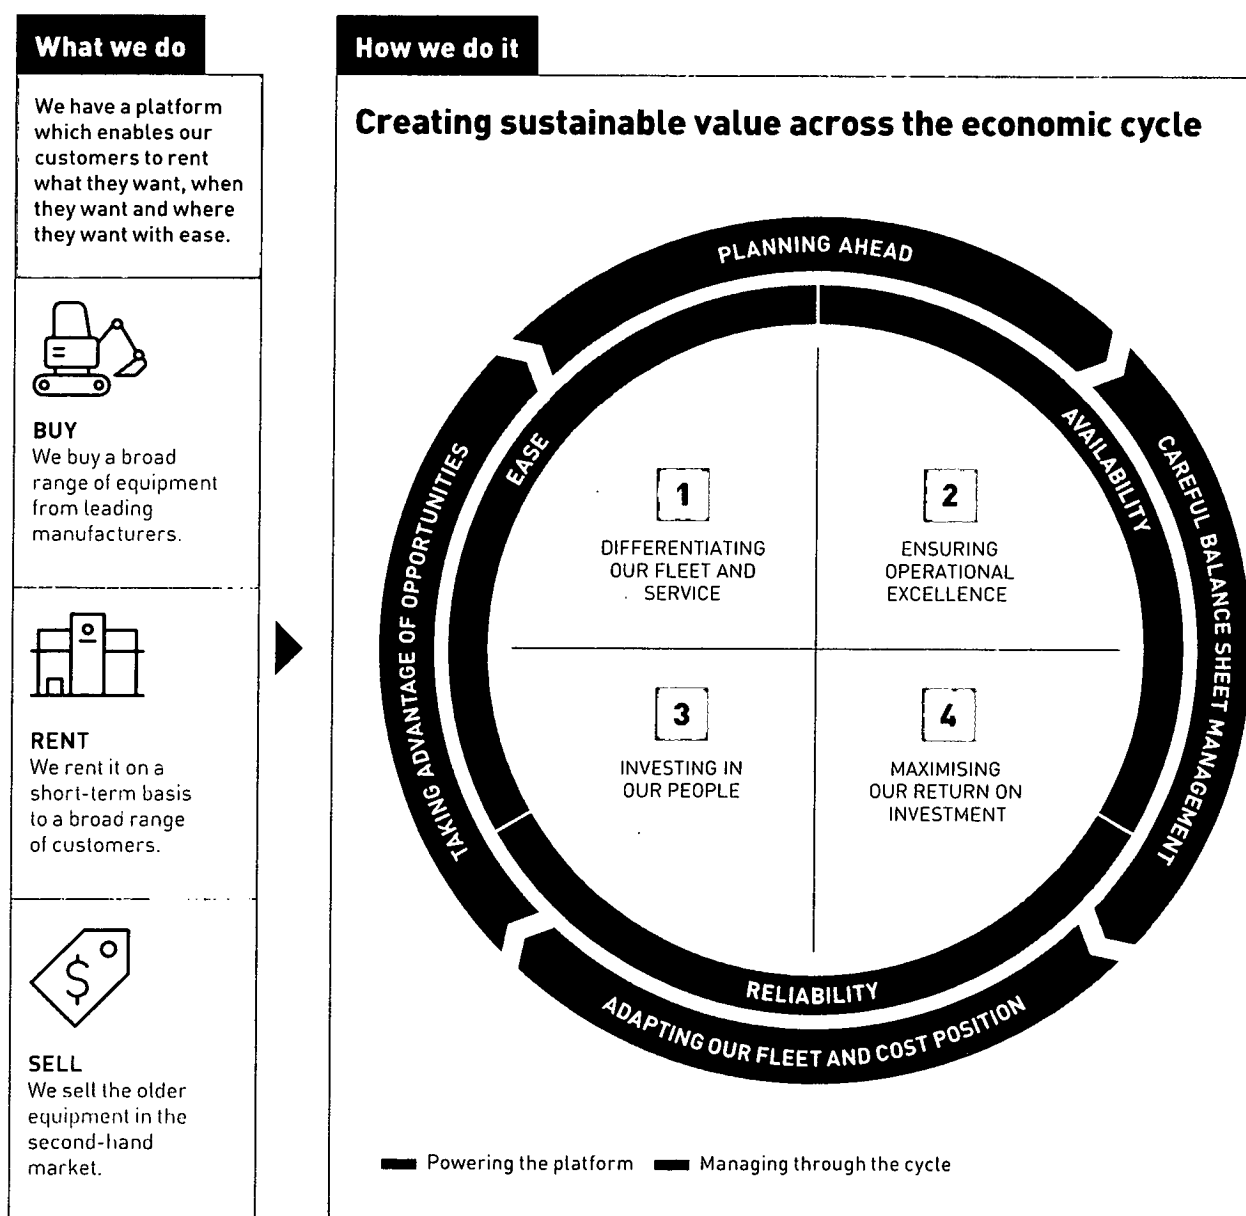 What we do
We have a platform
which enables our
customers to rent
what they want, when
they want and where
they want with ease.
BUY
We buy a broad
range of equipment
from leading
manufacturers.
RENT
We rent it on a
short-term basis
to a broad range
of customers.
$
SELL
We sell the older
equipment in the
second-hand
market.
How we do it
Creating sustainable value across the economic cycle
PLANNING AHEAD
CAREFUL BALANCE SHEET MANAGEMENT
ADAPTING OUR FLEET AND COST POSITION
TAKING ADVANTAGE OF OPPORTUNITIES
EASE
AVAILABILITY
RELIABILITY
1
DIFFERENTIATING
OUR FLEET AND
SERVICE
2
ENSURING
OPERATIONAL
EXCELLENCE
3
INVESTING IN
OUR PEOPLE
4
MAXIMISING
OUR RETURN ON
INVESTMENT
Powering the platform
Managing through the cycle